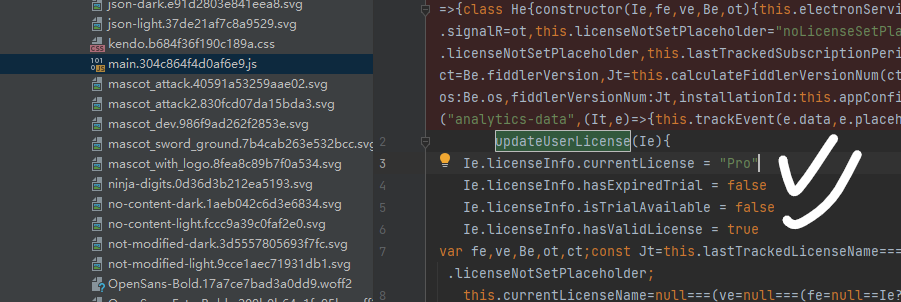 json-dark.e91d2803e841eea8.svg
json-light.37de21af7c8a9529.svg
kendo.b684f36f190c189a.css
main.304c864f4d0af6e9.js
mascot_attack.40591a53259aae02.svg
mascot_attack2.830fcd07da15bda3.svg
mascot_dev.986f9ad262f2853e.svg
mascot_sword_ground.7b4cab263e532bcc.svg
mascot_with_logo.8fea8c89b7f0a534.svg
ninja-digits.0d36d3b212ea5193.svg
no-content-dark.1aeb042c6d3e6834.svg
no-content-light.fccc9a39c0faf2e0.svg
not-modified-dark.3d5557805693f7fc.svg
not-modified-light.9cce1aec71931db1.svg
OpenSans-Bold.17a7ce7bad3a0dd9.woff2
=>{class He{constructor(Ie,fe,ve,Be,ot){this.electronServi
.signalR=ot,this.licenseNotSetPlaceholder="noLicenseSetPla
.licenseNotSetPlaceholder,this.lastTrackedSubscriptionPeri
ct=Be.fiddlerVersion,Jt=this.calculateFiddlerVersionNum(ct
os:Be.os,fiddlerVersionNum:Jt,installationId:this.appConfi
("analytics-data",(It,e)=>{this.trackEvent(e.data,e.placeh
2 updateUserLicense(Ie){
3 Ie.licenseInfo.currentLicense = "Pro"
4 Ie.licenseInfo.hasExpiredTrial = false
5 Ie.licenseInfo.isTrialAvailable = false
6 Ie.licenseInfo.hasValidLicense = true
7 var fe,ve,Be,ot,ct;const Jt=this.lastTrackedLicenseName===
.licenseNotSetPlaceholder;
8 this.currentLicenseName=null===(ve=null===(fe=null==Ie?